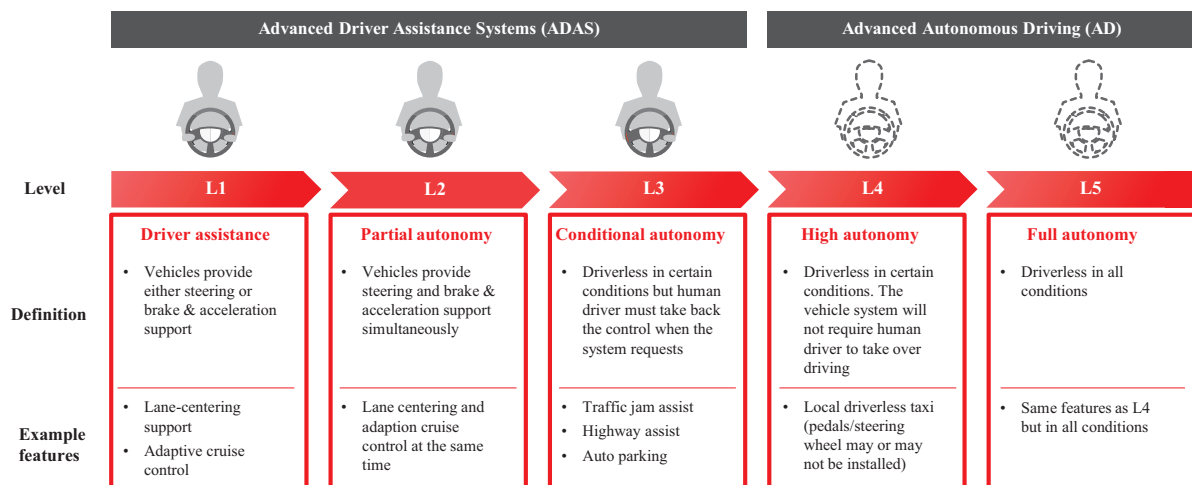 Advanced Driver Assistance Systems (ADAS)
Advanced Autonomous Driving (AD)
Level
L1
L2
L3
L4
L5
Definition
Driver assistance
• Vehicles provide
either steering or
brake & acceleration
support
Partial autonomy
• Vehicles provide
steering and brake &
acceleration support
simultaneously
Conditional autonomy
• Driverless in certain
conditions but human
driver must take back
the control when the
system requests
High autonomy
• Driverless in certain
conditions. The
vehicle system will
not require human
driver to take over
driving
Full autonomy
• Driverless in all
conditions
Example
features
• Lane-centering
support
• Adaptive cruise
control
• Lane centering and
adaption cruise
control at the same
time
• Traffic jam assist
• Highway assist
• Auto parking
• Local driverless taxi
(pedals/steering
wheel may or may
not be installed)
• Same features as L4
but in all conditions